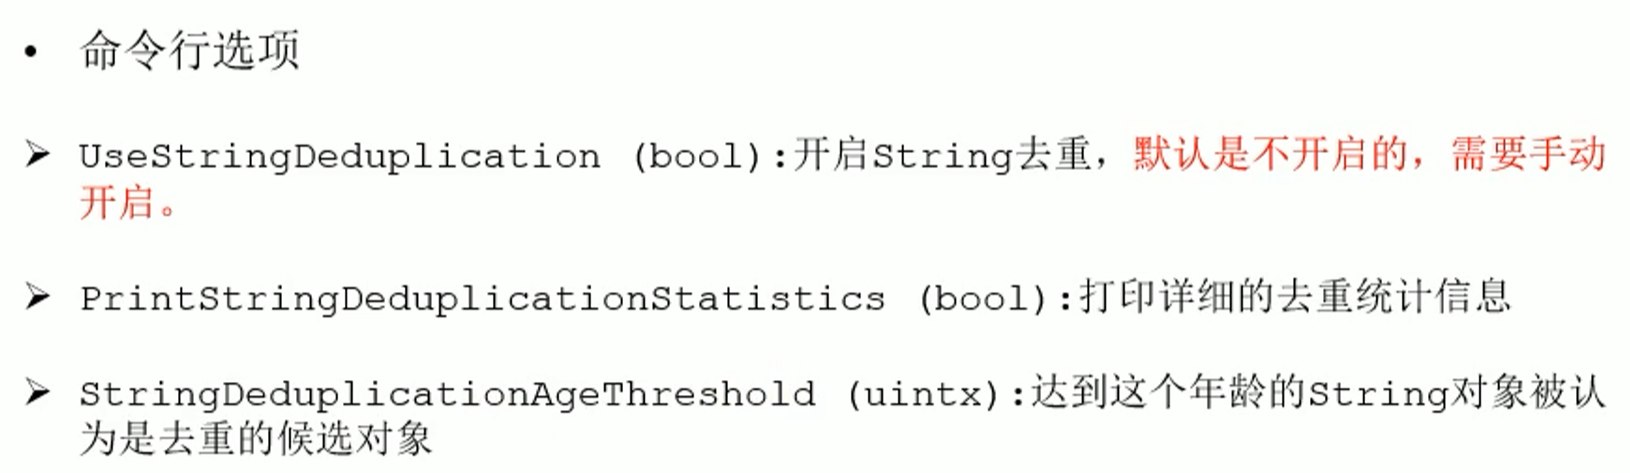 • 命令行选项
➤ UseStringDeduplication (bool):开启String去重，默认是不开启的，需要手动
开启。
➤ PrintStringDeduplicationStatistics (bool):打印详细的去重统计信息
➤ StringDeduplicationAgeThreshold (uintx):达到这个年龄的String对象被认
为是去重的候选对象